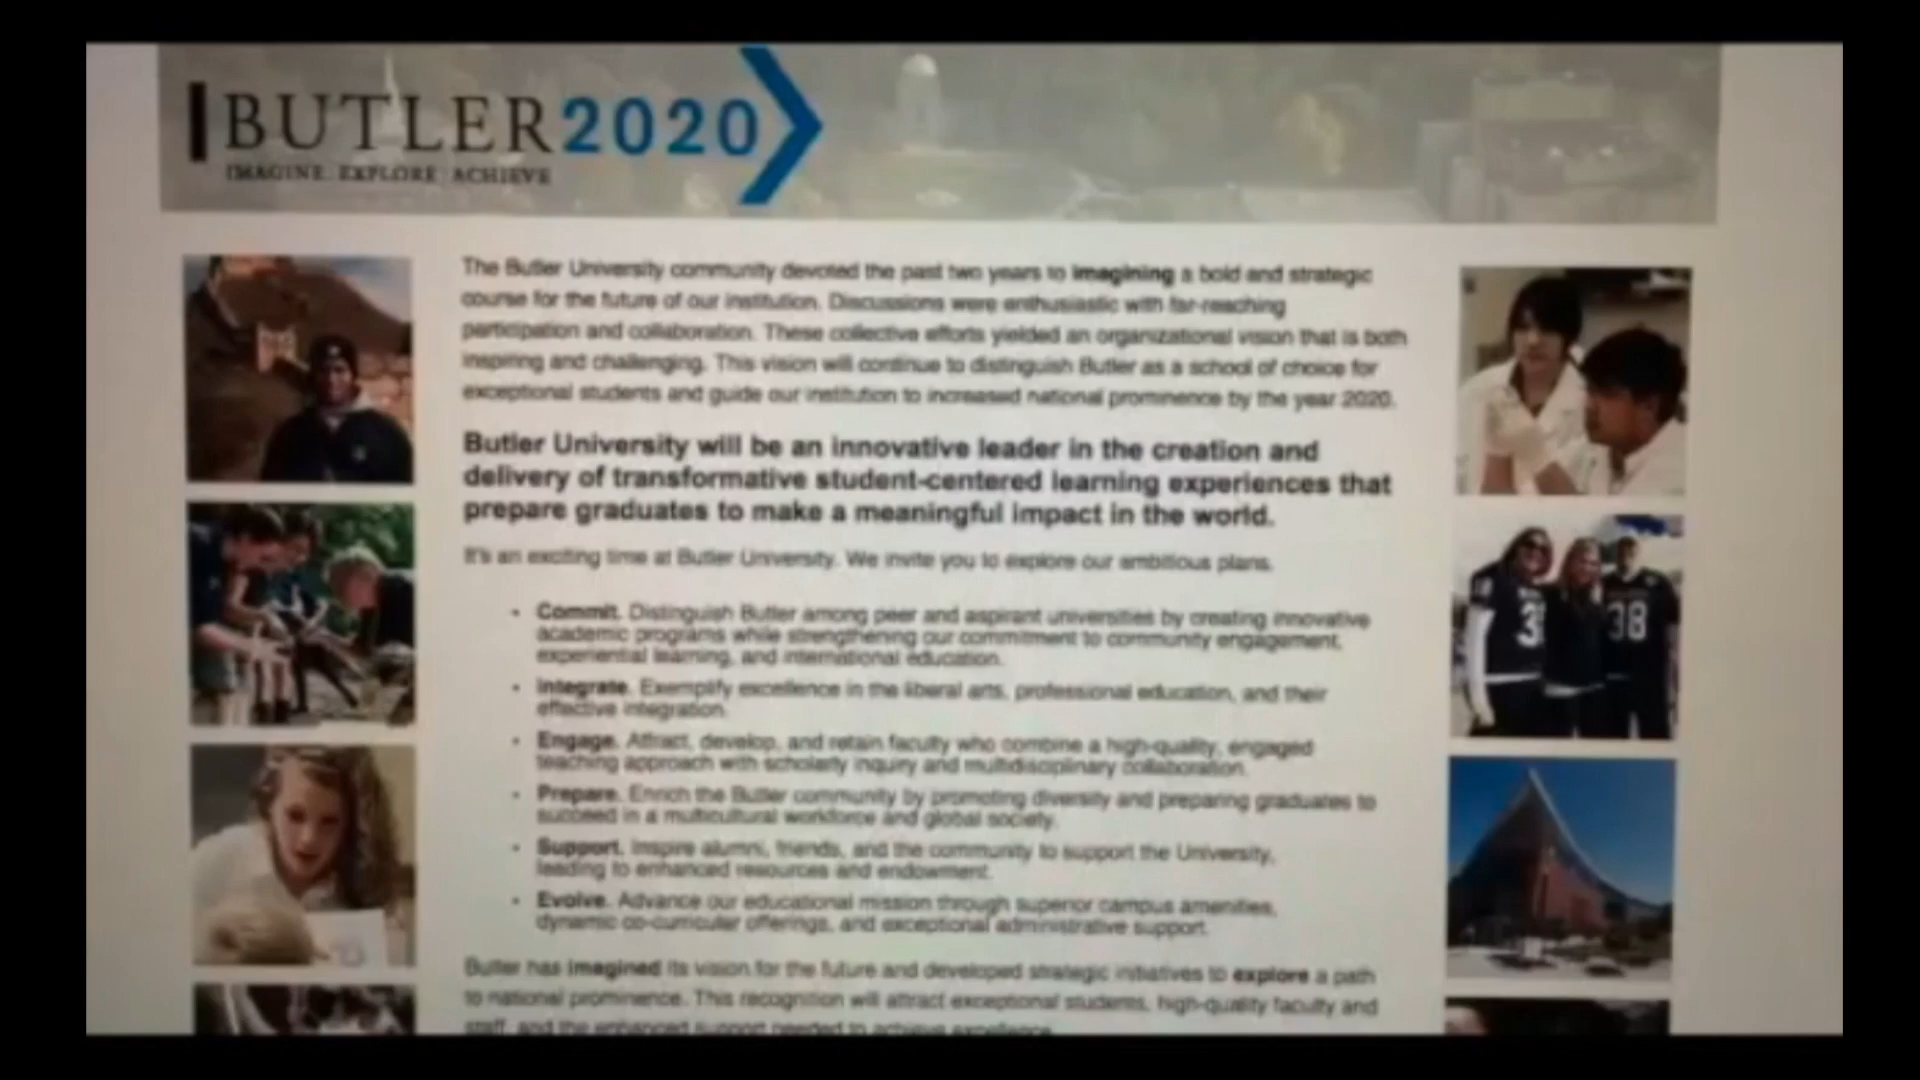 BUTLER2020
IMAGINE EXPLORE ACHIEVE
The Butler University community devoted the past two years to imagining a bold and strategic
course for the future of our institution. Discussions were enthusiastic with far-reaching
participation and collaboration. These collective efforts yielded an organizational vision that is both
inspiring and challenging. This vision will continue to distinguish Butler as a school of choice for
exceptional students and guide our institution to increased national prominence by the year 2020.
Butler University will be an innovative leader in the creation and
delivery of transformative student-centered learning experiences that
prepare graduates to make a meaningful impact in the world.
It's an exciting time at Butler University. We invite you to explore our ambitious plans.
• Commit. Distinguish Butler among peer and aspirant universities by creating innovative
academic programs while strengthening our commitment to community engagement,
experiential learning, and international education.
• Integrate. Exemplify excellence in the liberal arts, professional education, and their
effective integration.
• Engage. Attract, develop, and retain faculty who combine a high-quality, engaged
teaching approach with scholarly inquiry and multidisciplinary collaboration.
• Prepare. Enrich the Butler community by promoting diversity and preparing graduates to
succeed in a multicultural workforce and global society.
• Support. Inspire alumni, friends, and the community to support the University,
leading to enhanced resources and endowment.
• Evolve. Advance our educational mission through superior campus amenities,
dynamic co-curricular offerings, and exceptional administrative support.
Butler has imagined its vision for the future and developed strategic initiatives to explore a path
to national prominence. This recognition will attract exceptional students, high-quality faculty and
staff, and the enhanced support needed to achieve excellence.
38